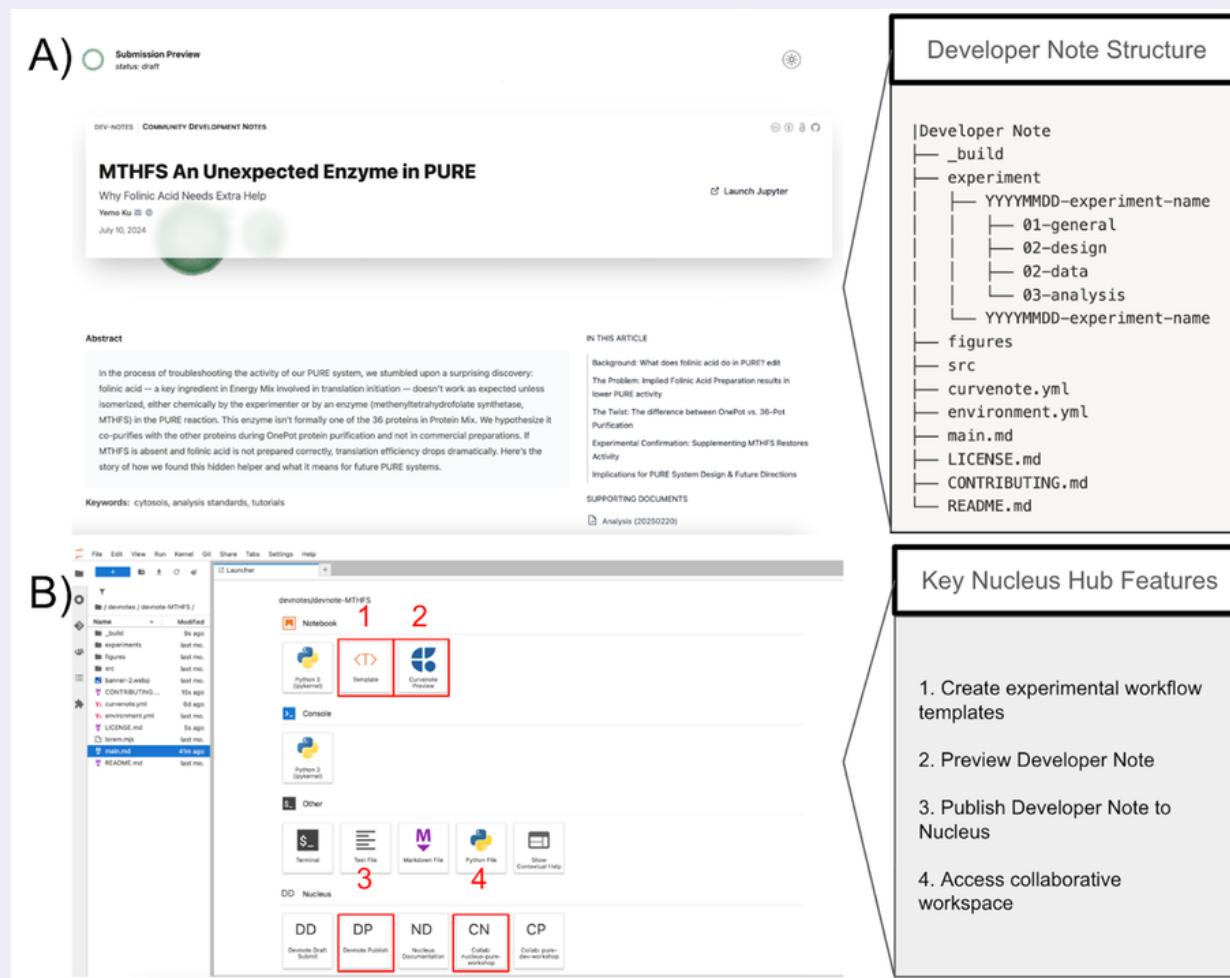 A)
Submission Preview
status: draft
DEV-NOTES COMMUNITY DEVELOPMENT NOTES
MTHFS An Unexpected Enzyme in PURE
Why Folinic Acid Needs Extra Help
Yemo Ku
July 10, 2024
Launch Jupyter
Abstract
In the process of troubleshooting the activity of our PURE system, we stumbled upon a surprising discovery:
folinic acid — a key ingredient in Energy Mix involved in translation initiation — doesn't work as expected unless
isomerized, either chemically by the experimenter or by an enzyme (methenyltetrahydrofolate synthetase,
MTHFS) in the PURE reaction. This enzyme isn't formally one of the 36 proteins in Protein Mix. We hypothesize it
co-purifies with the other proteins during OnePot protein purification and not in commercial preparations. If
MTHFS is absent and folinic acid is not prepared correctly, translation efficiency drops dramatically. Here's the
story of how we found this hidden helper and what it means for future PURE systems.
Keywords: cytosols, analysis standards, tutorials
IN THIS ARTICLE
Background: What does folinic acid do in PURE? edit
The Problem: Implied Folinic Acid Preparation results in
lower PURE activity
The Twist: The difference between OnePot vs. 36-Pot
Purification
Experimental Confirmation: Supplementing MTHFS Restores
Activity
Implications for PURE System Design & Future Directions
SUPPORTING DOCUMENTS
Analysis (20250220)
Developer Note Structure
|Developer Note
├── _build
├── experiment
│ ├── YYYYMMDD-experiment-name
│ │ ├── 01-general
│ │ ├── 02-design
│ │ ├── 02-data
│ │ └── 03-analysis
│ └── YYYYMMDD-experiment-name
├── figures
├── src
├── curvenote.yml
├── environment.yml
├── main.md
├── LICENSE.md
├── CONTRIBUTING.md
└── README.md
B)
File Edit View Run Kernel Git Share Tabs Settings Help
Launcher
/ devnotes / devnote-MTHFS /
Name Modified
_build 9s ago
experiments last mo.
figures last mo.
src last mo.
banner-2.webp last mo.
CONTRIBUTING... 10s ago
curvenote.yml 6d ago
environment.yml last mo.
LICENSE.md 5s ago
lorem.mjs last mo.
main.md 41m ago
README.md last mo.
devnotes/devnote-MTHFS
1 2
Notebook
Python 3
(ipykernel)
<T>
Template
Curvenote
Preview
Console
Python 3
(ipykernel)
$_ Other
$_
Terminal
Text File
M
Markdown File
Python File
Show
Contextual Help
3 4
DD Nucleus
DD
Devnote Draft
Submit
DP
Devnote Publish
ND
Nucleus
Documentation
CN
Collab:
nucleus-pure-
workshop
CP
Collab: pure-
dev-workshop
Key Nucleus Hub Features
1. Create experimental workflow
templates
2. Preview Developer Note
3. Publish Developer Note to
Nucleus
4. Access collaborative
workspace